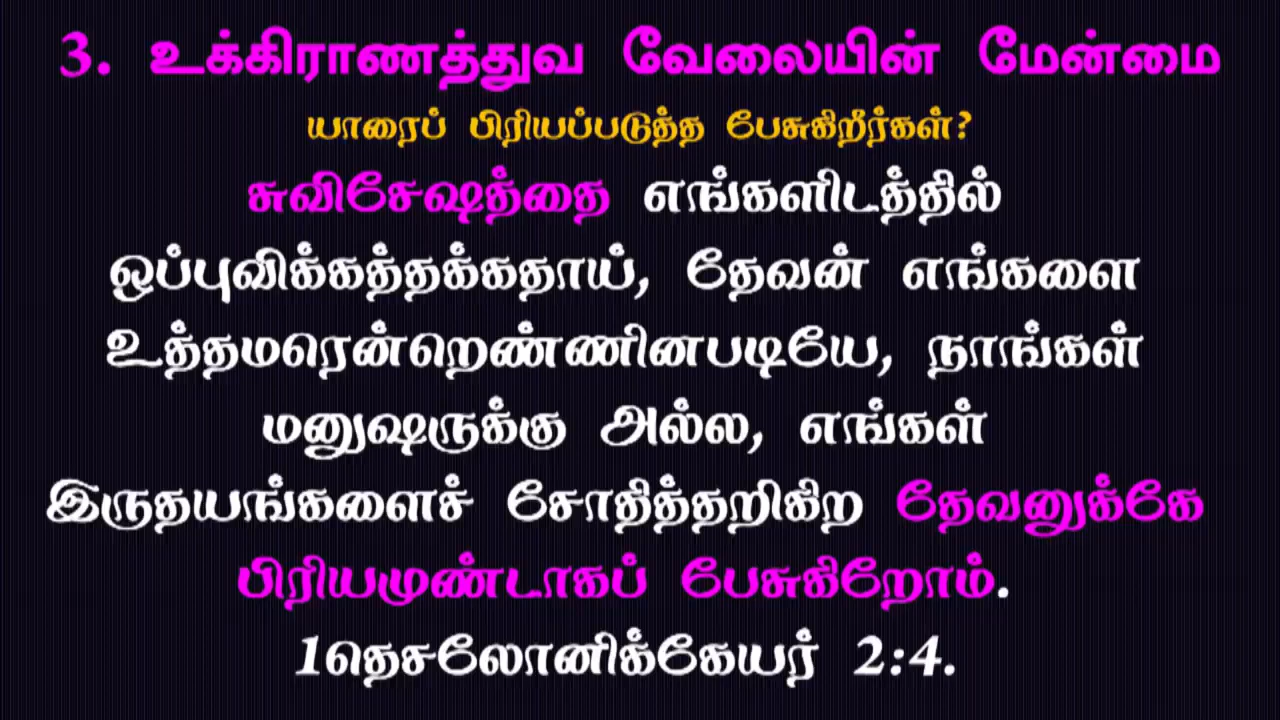 3. உக்கிராணத்துவ வேலையின் மேன்மை
யாரைப் பிரியப்படுத்த பேசுகிறீர்கள்?
சுவிசேஷத்தை எங்களிடத்தில்
ஒப்புவிக்கத்தக்கதாய், தேவன் எங்களை
உத்தமரென்றெண்ணினபடியே, நாங்கள்
மனுஷருக்கு அல்ல, எங்கள்
இருதயங்களைச் சோதித்தறிகிற தேவனுக்கே
பிரியமுண்டாகப் பேசுகிறோம்.
1தெசலோனிக்கேயர் 2:4.